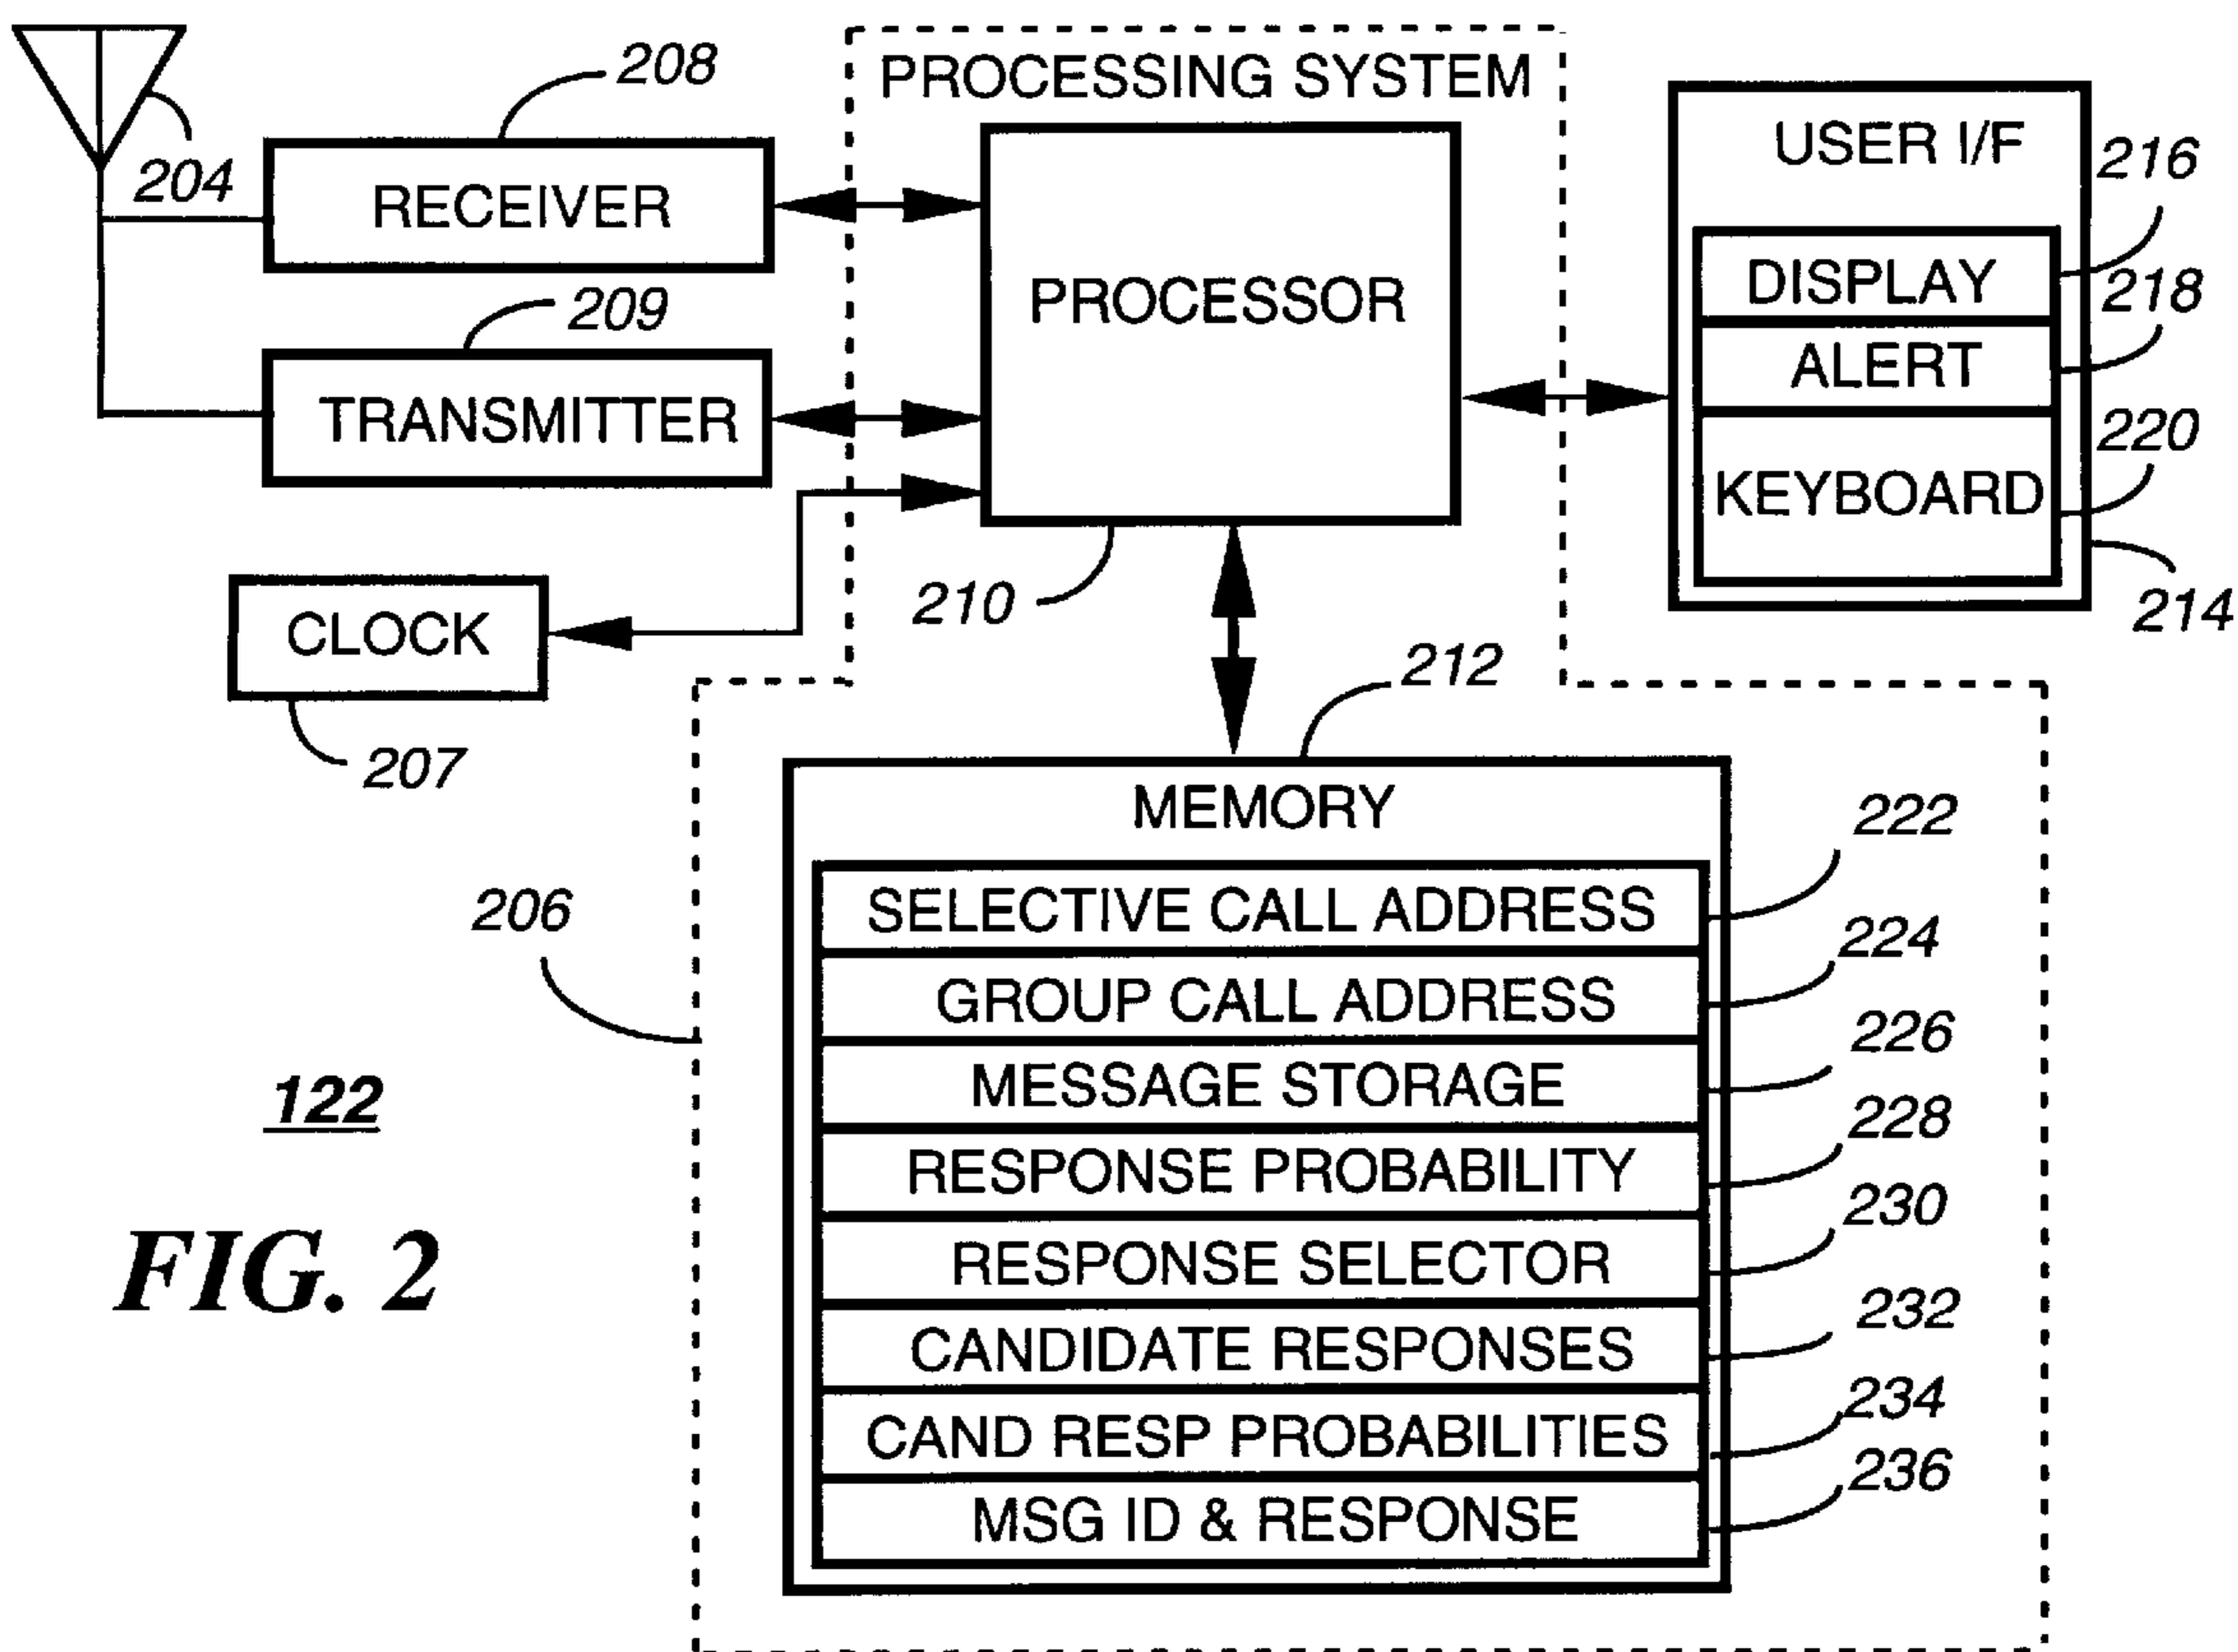 208
PROCESSING SYSTEM
USER I/F
216
204
RECEIVER
PROCESSOR
DISPLAY
218
209
ALERT
TRANSMITTER
220
KEYBOARD
210
214
CLOCK
212
207
MEMORY
222
206
SELECTIVE CALL ADDRESS
224
GROUP CALL ADDRESS
226
MESSAGE STORAGE
122
228
RESPONSE PROBABILITY
230
RESPONSE SELECTOR
FIG. 2
232
CANDIDATE RESPONSES
234
CAND RESP PROBABILITIES
236
MSG ID & RESPONSE